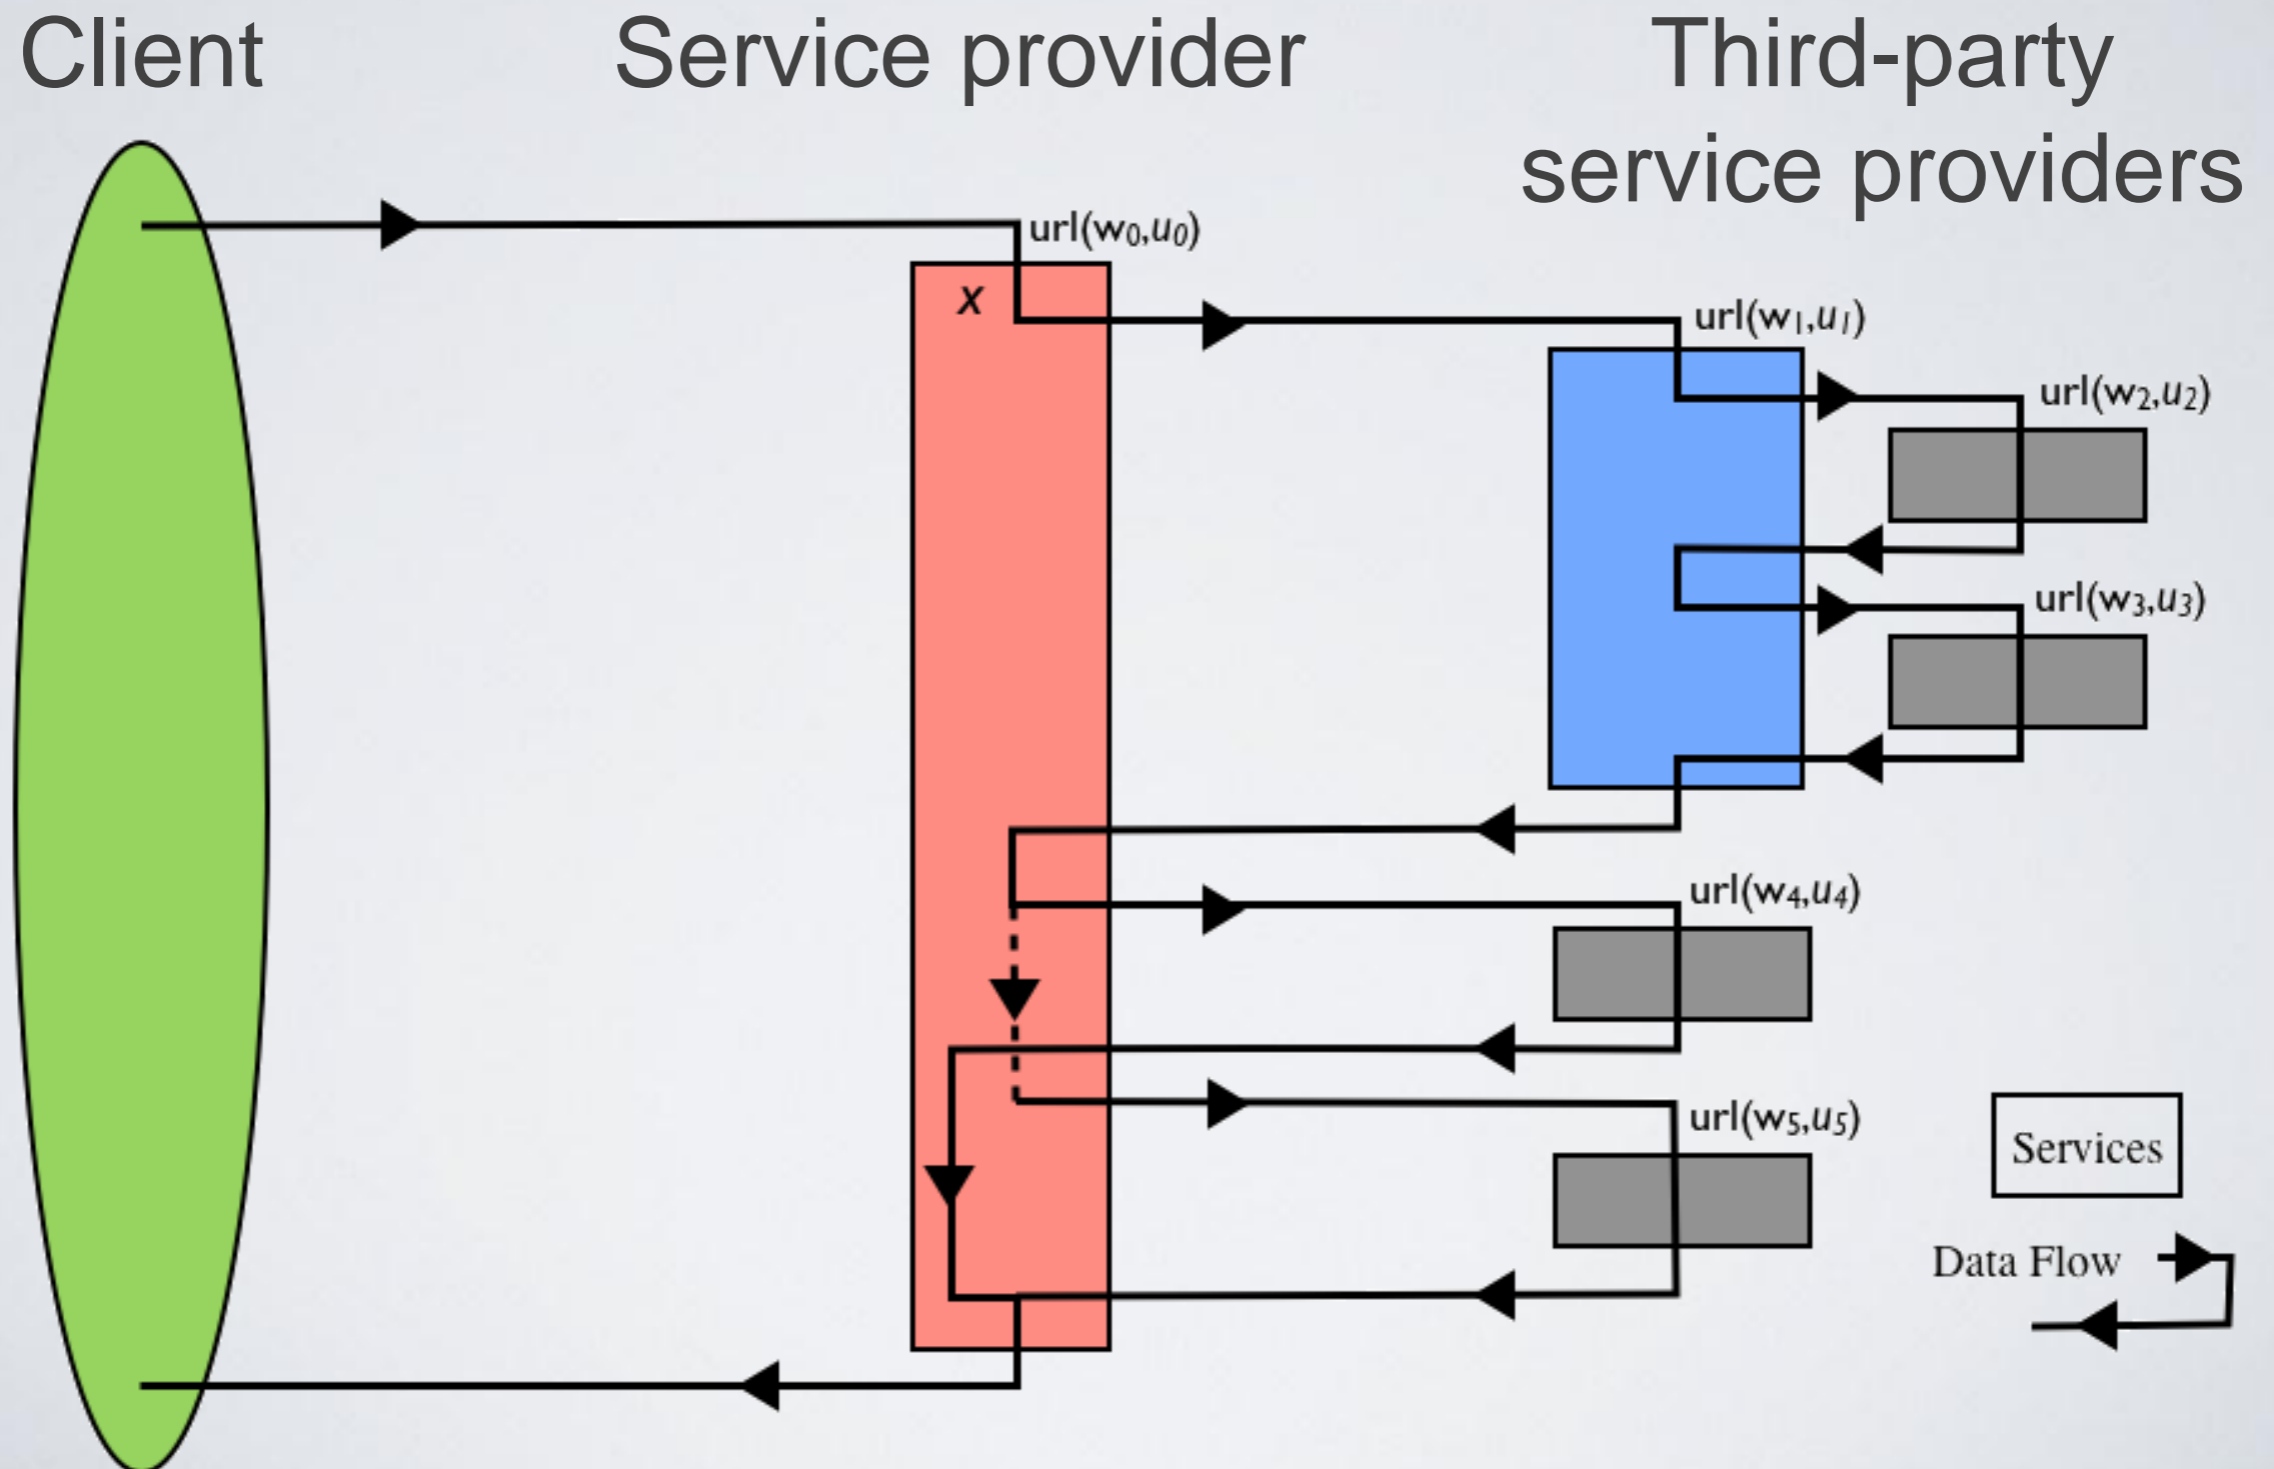 Client
Service provider
Third-party
service providers
url(w₀,u₀)
x
url(w₁,u₁)
url(w₂,u₂)
url(w₃,u₃)
url(w₄,u₄)
url(w₅,u₅)
Services
Data Flow